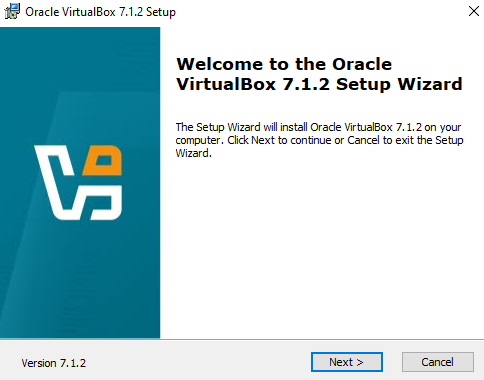 Oracle VirtualBox 7.1.2 Setup
Welcome to the Oracle
VirtualBox 7.1.2 Setup Wizard
The Setup Wizard will install Oracle VirtualBox 7.1.2 on your
computer. Click Next to continue or Cancel to exit the Setup
Wizard.
Version 7.1.2
Next >
Cancel